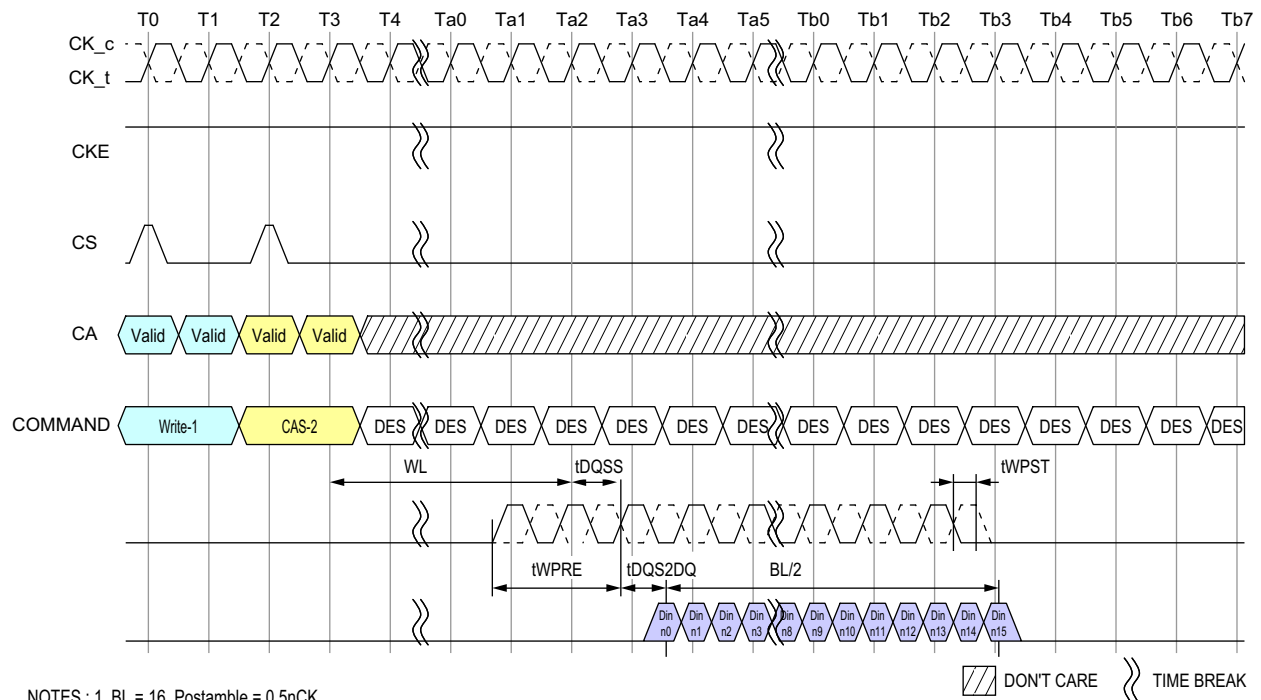 T0 T1 T2 T3 T4 Ta0 Ta1 Ta2 Ta3 Ta4 Ta5 Tb0 Tb1 Tb2 Tb3 Tb4 Tb5 Tb6 Tb7
CK_c
CK_t
CKE
CS
CA Valid Valid Valid Valid
COMMAND Write-1 CAS-2 DES DES DES DES DES DES DES DES DES DES DES DES DES DES DES
WL tDQSS tWPST
tWPRE tDQS2DQ BL/2
Din n0 Din n1 Din n2 Din n3 Din n8 Din n9 Din n10 Din n11 Din n12 Din n13 Din n14 Din n15
DON'T CARE TIME BREAK
NOTES : 1. BL = 16, Postamble = 0.5nCK